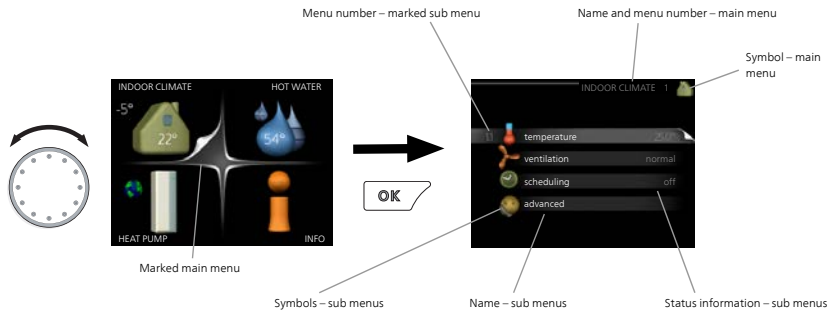 Menu number – marked sub menu
Name and menu number – main menu
Symbol – main
menu
INDOOR CLIMATE
HOT WATER
-5°
22°
54°
HEAT PUMP
INFO
Marked main menu
OK
INDOOR CLIMATE 1
temperature
ventilation
normal
scheduling
off
advanced
Symbols – sub menus
Name – sub menus
Status information – sub menus